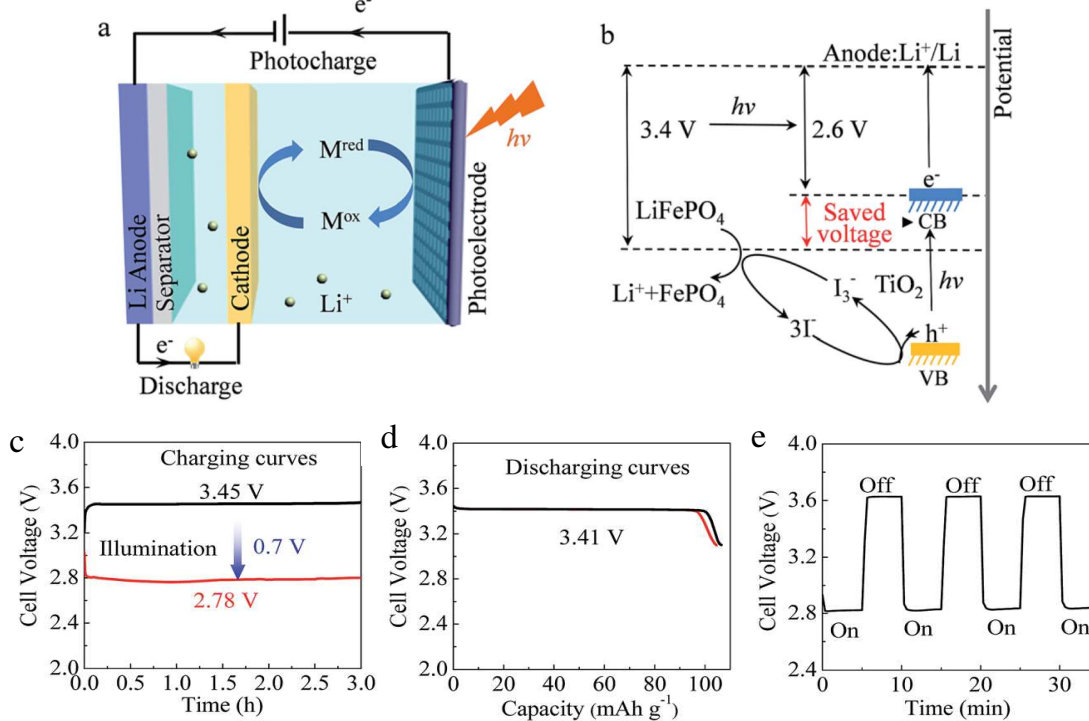 a
e-
Photocharge
Li Anode
Separator
Cathode
Mred
Mox
Li+
Photoelectrode
hν
e-
Discharge
b
Anode:Li+/Li
Potential
hν
3.4 V
2.6 V
e-
LiFePO4
Saved
voltage
CB
Li++FePO4
I3-
TiO2
hν
3I-
h+
VB
c
Charging curves
3.45 V
Illumination
0.7 V
2.78 V
Cell Voltage (V)
4.0
3.6
3.2
2.8
2.4
2.0
0.0 0.5 1.0 1.5 2.0 2.5 3.0
Time (h)
d
Discharging curves
3.41 V
Cell Voltage (V)
4.0
3.6
3.2
2.8
2.4
2.0
0 20 40 60 80 100
Capacity (mAh g-1)
e
Off Off Off
On On On On
Cell Voltage (V)
4.0
3.6
3.2
2.8
2.4
0 10 20 30
Time (min)